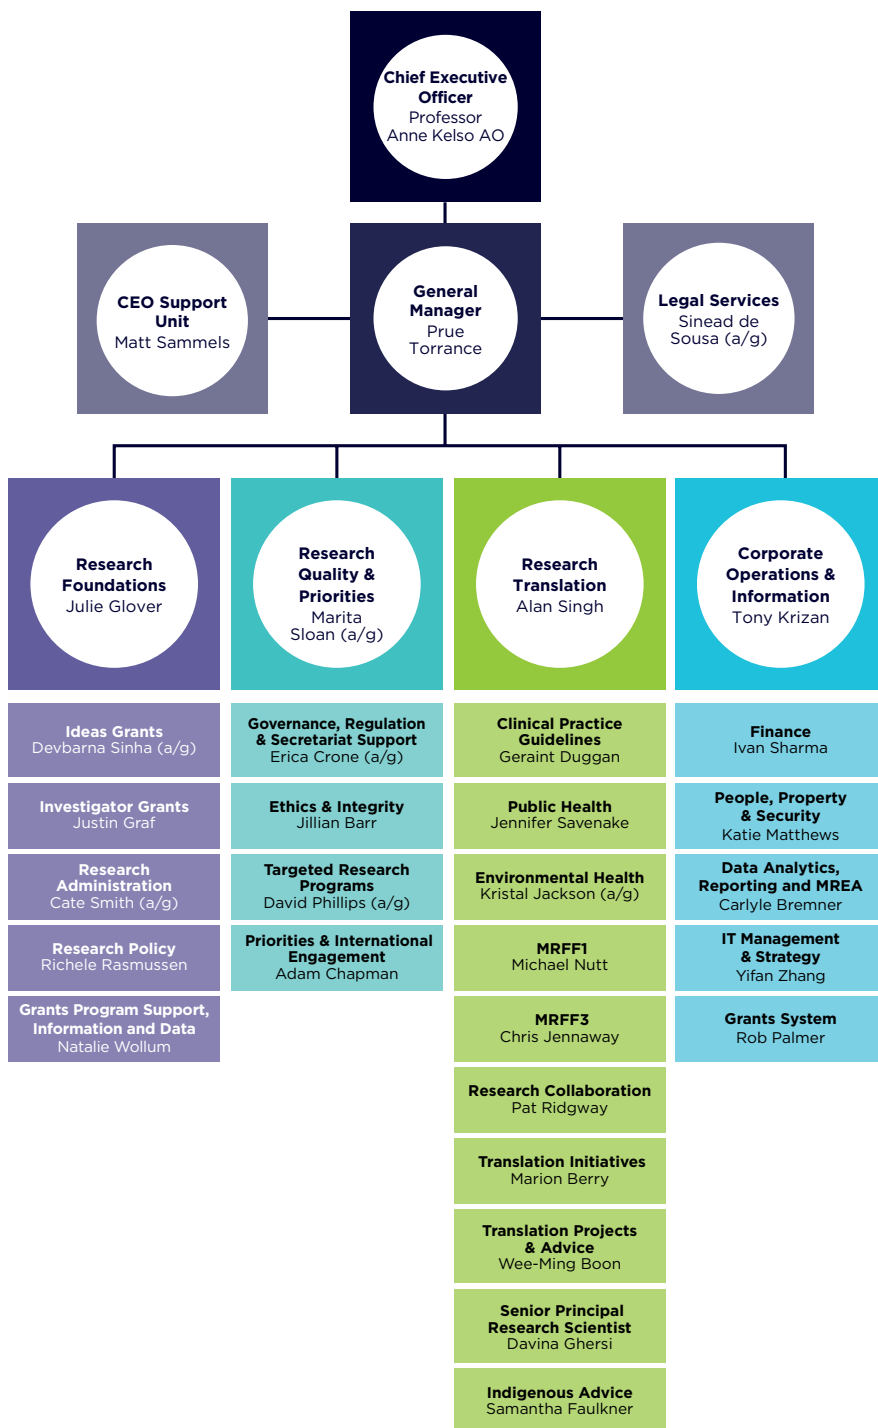 Chief Executive
Officer
Professor
Anne Kelso AO
CEO Support
Unit
Matt Sammels
General
Manager
Prue
Torrance
Legal Services
Sinead de
Sousa (a/g)
Research
Foundations
Julie Glover
Research
Quality &
Priorities
Marita
Sloan (a/g)
Research
Translation
Alan Singh
Corporate
Operations &
Information
Tony Krizan
Ideas Grants
Devbarna Sinha (a/g)
Investigator Grants
Justin Graf
Research
Administration
Cate Smith (a/g)
Research Policy
Richele Rasmussen
Grants Program Support,
Information and Data
Natalie Wollum
Governance, Regulation
& Secretariat Support
Erica Crone (a/g)
Ethics & Integrity
Jillian Barr
Targeted Research
Programs
David Phillips (a/g)
Priorities & International
Engagement
Adam Chapman
Clinical Practice
Guidelines
Geraint Duggan
Public Health
Jennifer Savenake
Environmental Health
Kristal Jackson (a/g)
MRFF1
Michael Nutt
MRFF3
Chris Jennaway
Research Collaboration
Pat Ridgway
Translation Initiatives
Marion Berry
Translation Projects
& Advice
Wee-Ming Boon
Senior Principal
Research Scientist
Davina Ghersi
Indigenous Advice
Samantha Faulkner
Finance
Ivan Sharma
People, Property
& Security
Katie Matthews
Data Analytics,
Reporting and MREA
Carlyle Bremner
IT Management
& Strategy
Yifan Zhang
Grants System
Rob Palmer